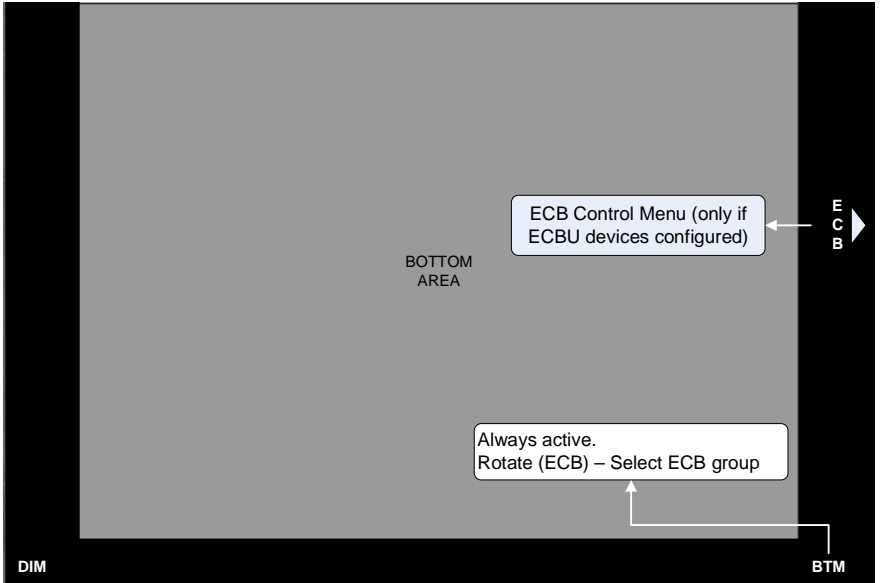 ECB Control Menu (only if
ECBU devices configured)
E
C
B
BOTTOM
AREA
Always active.
Rotate (ECB) – Select ECB group
DIM
BTM